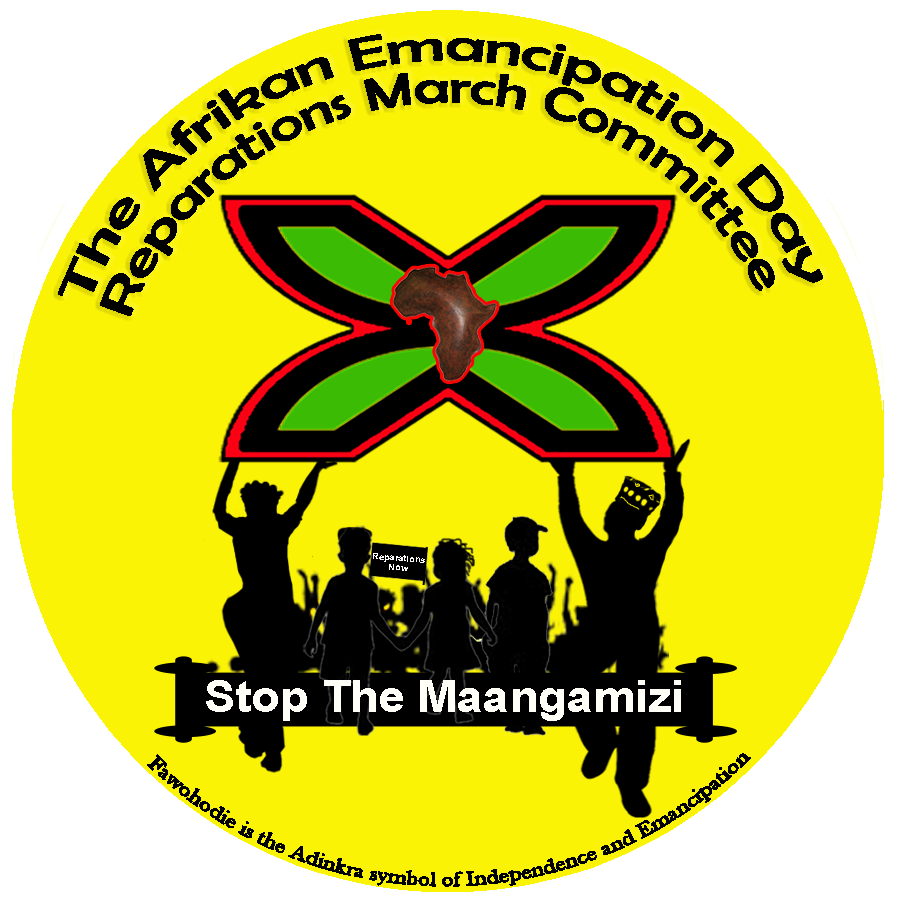 The Afrikan Emancipation Day
Reparations March Committee
Reparations
Now
Stop The Maangamizi
Fawohodie is the Adinkra symbol of Independence and Emancipation